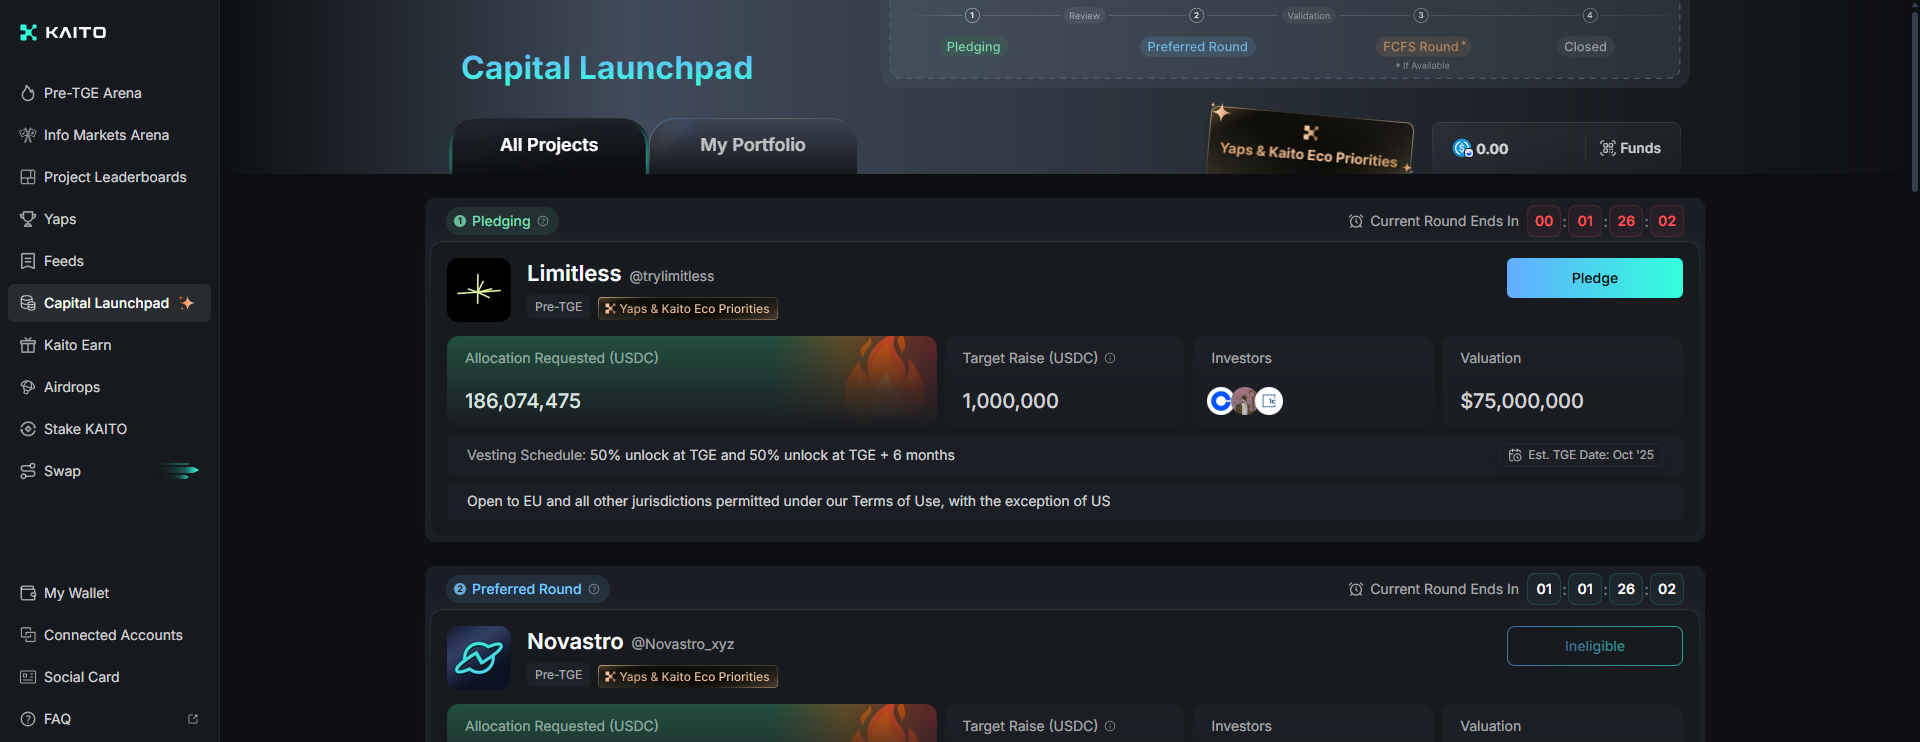 KAITO
Pre-TGE Arena
Info Markets Arena
Project Leaderboards
Yaps
Feeds
Capital Launchpad
Kaito Earn
Airdrops
Stake KAITO
Swap
My Wallet
Connected Accounts
Social Card
FAQ
1 Review 2 Validation 3 4
Pledging Preferred Round FCFS Round * Closed
* If Available
Capital Launchpad
All Projects My Portfolio
Yaps & Kaito Eco Priorities
0.00 Funds
1 Pledging Current Round Ends In 00 : 01 : 26 : 02
Limitless @trylimitless
Pledge
Pre-TGE Yaps & Kaito Eco Priorities
Allocation Requested (USDC) Target Raise (USDC) Investors Valuation
186,074,475 1,000,000 $75,000,000
Vesting Schedule: 50% unlock at TGE and 50% unlock at TGE + 6 months Est. TGE Date: Oct '25
Open to EU and all other jurisdictions permitted under our Terms of Use, with the exception of US
2 Preferred Round Current Round Ends In 01 : 01 : 26 : 02
Novastro @Novastro_xyz
Ineligible
Pre-TGE Yaps & Kaito Eco Priorities
Allocation Requested (USDC) Target Raise (USDC) Investors Valuation